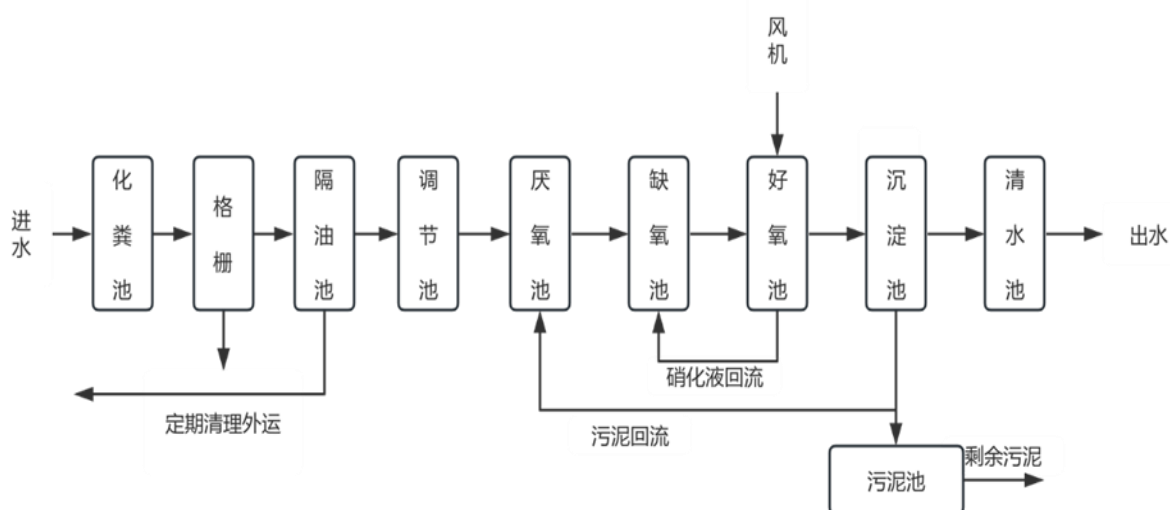 风机
进水
化粪池
格栅
隔油池
调节池
厌氧池
缺氧池
好氧池
沉淀池
清水池
出水
硝化液回流
定期清理外运
污泥回流
剩余污泥
污泥池